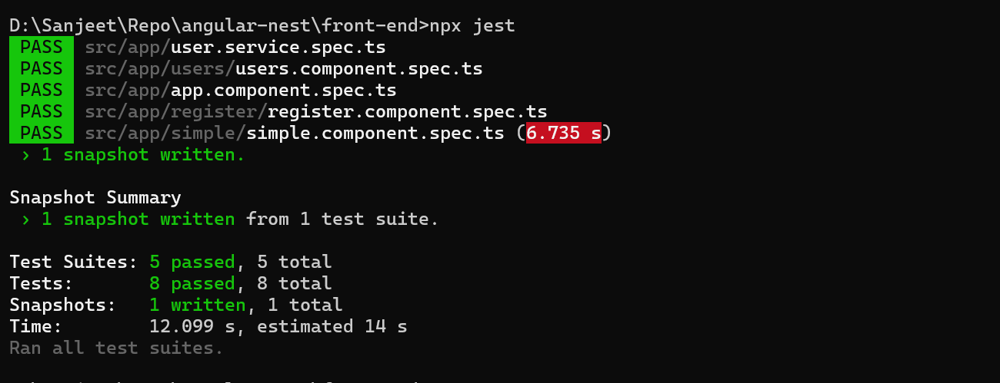 D:\Sanjeet\Repo\angular-nest\front-end>npx jest
PASS src/app/user.service.spec.ts
PASS src/app/users/users.component.spec.ts
PASS src/app/app.component.spec.ts
PASS src/app/register/register.component.spec.ts
PASS src/app/simple/simple.component.spec.ts (6.735 s)
› 1 snapshot written.
Snapshot Summary
› 1 snapshot written from 1 test suite.
Test Suites: 5 passed, 5 total
Tests: 8 passed, 8 total
Snapshots: 1 written, 1 total
Time: 12.099 s, estimated 14 s
Ran all test suites.